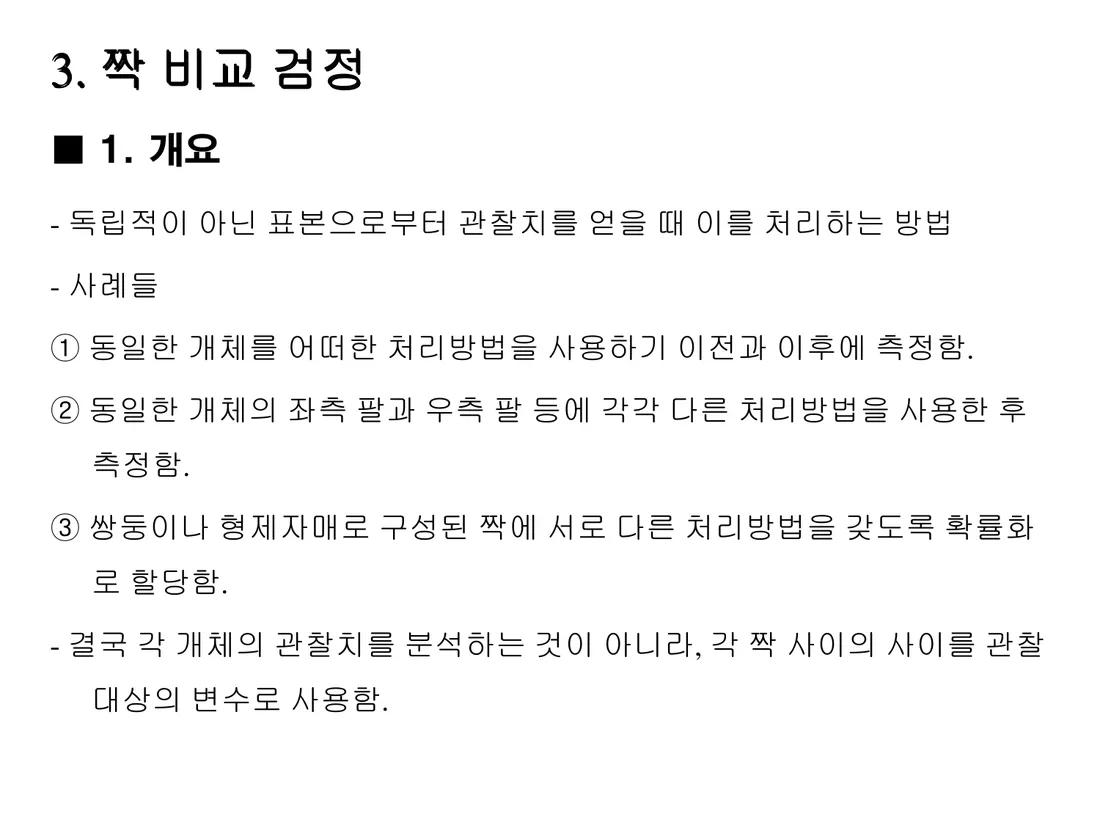 3. 짝 비교 검정
■ 1. 개요
- 독립적이 아닌 표본으로부터 관찰치를 얻을 때 이를 처리하는 방법
- 사례들
① 동일한 개체를 어떠한 처리방법을 사용하기 이전과 이후에 측정함.
② 동일한 개체의 좌측 팔과 우측 팔 등에 각각 다른 처리방법을 사용한 후
측정함.
③ 쌍둥이나 형제자매로 구성된 짝에 서로 다른 처리방법을 갖도록 확률화
로 할당함.
- 결국 각 개체의 관찰치를 분석하는 것이 아니라, 각 짝 사이의 사이를 관찰
대상의 변수로 사용함.